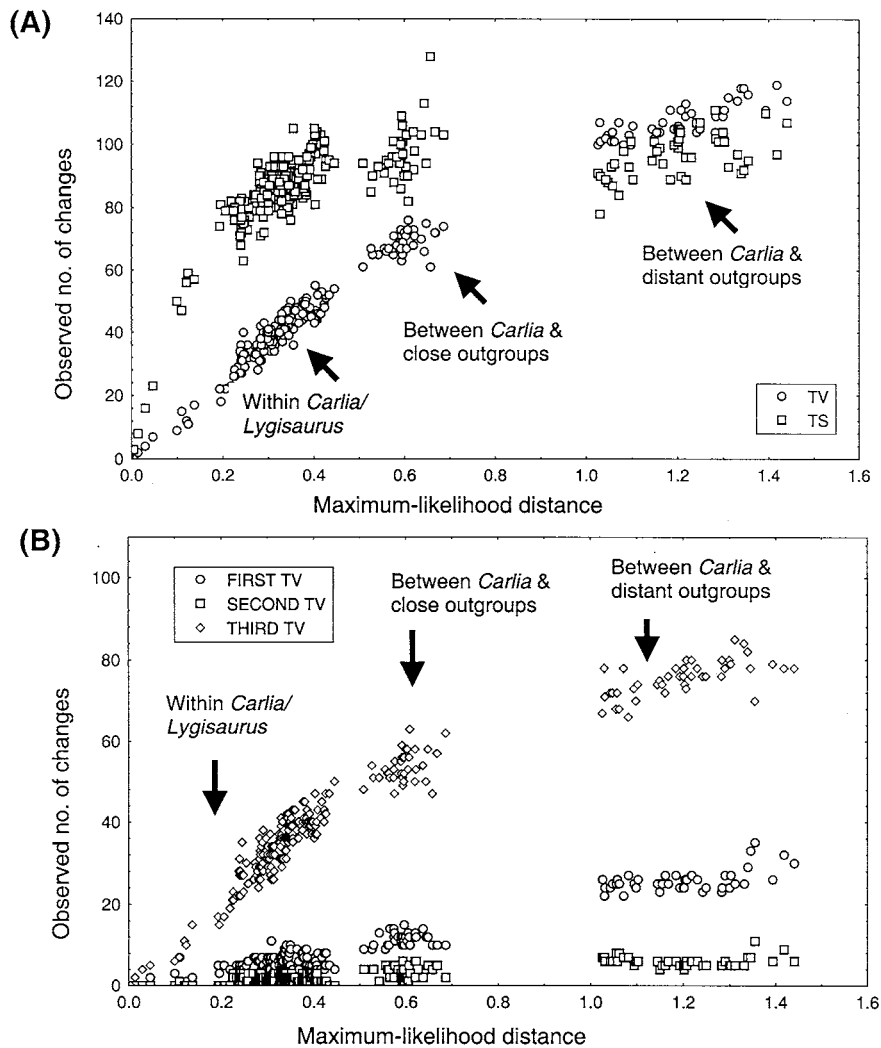 (A)
140
120
100
80
60
40
20
0
Observed no. of changes
Between Carlia &
distant outgroups
Between Carlia &
close outgroups
Within Carlia/
Lygisaurus
TV
TS
0.0 0.2 0.4 0.6 0.8 1.0 1.2 1.4 1.6
Maximum-likelihood distance
(B)
100
80
60
40
20
0
Observed no. of changes
FIRST TV
SECOND TV
THIRD TV
Between Carlia &
close outgroups
Between Carlia &
distant outgroups
Within Carlia/
Lygisaurus
0.0 0.2 0.4 0.6 0.8 1.0 1.2 1.4 1.6
Maximum-likelihood distance